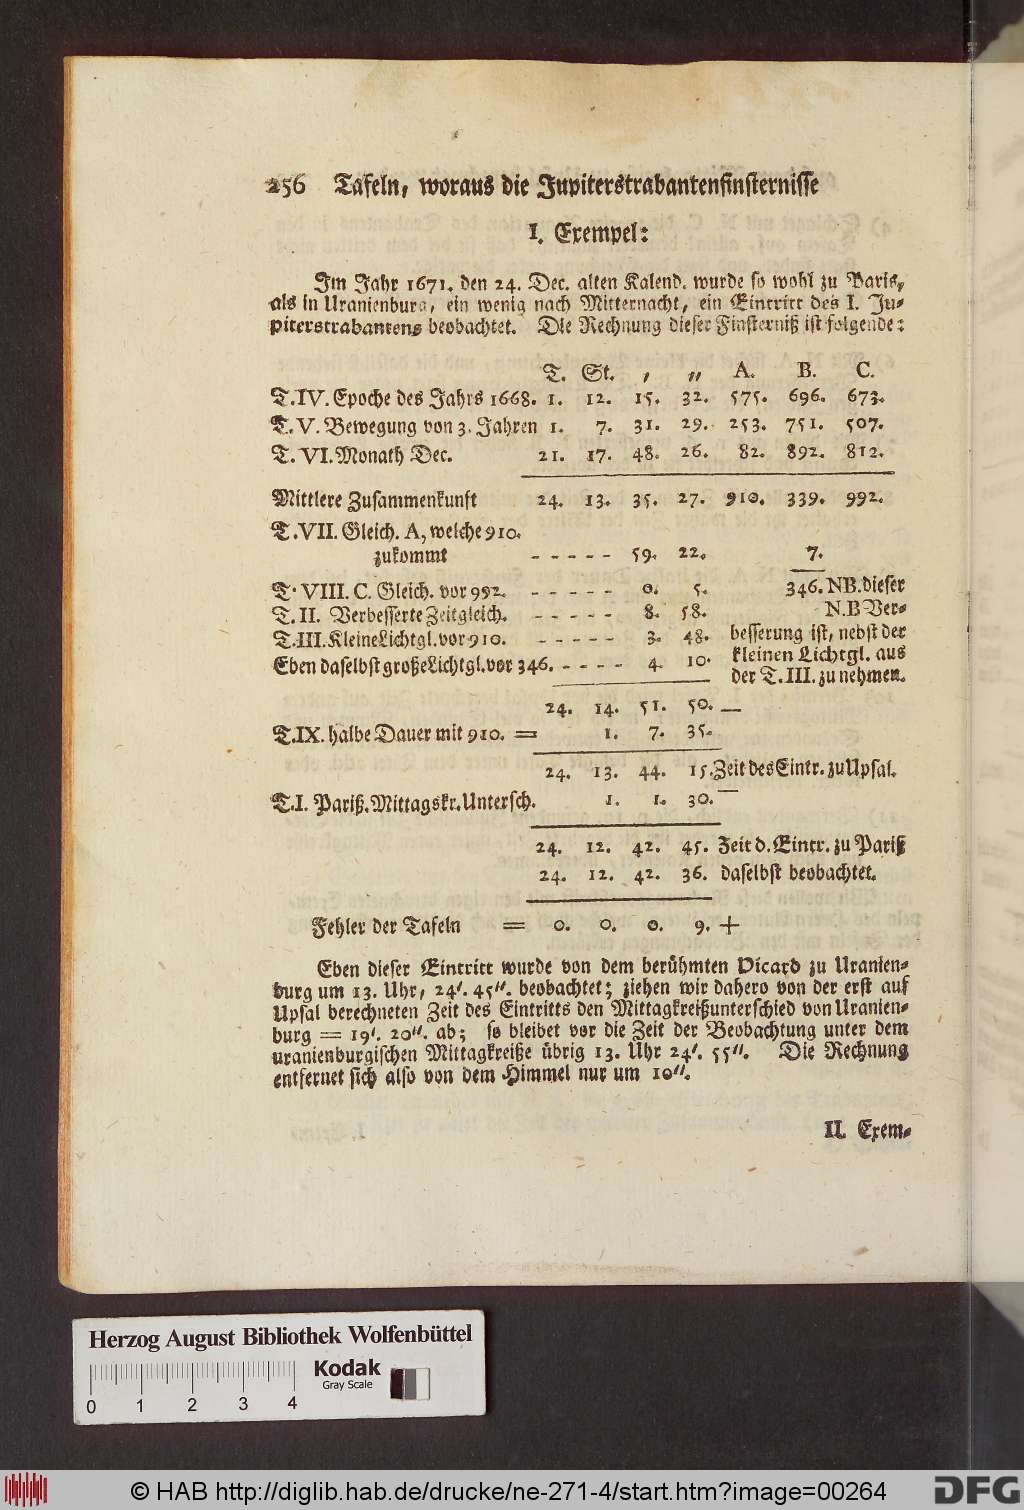 256 Tafeln, woraus die Jupiterstrabantenfinsternisse
I. Exempel:
Im Jahr 1671. den 24. Dec. alten Kalend. wurde so wohl zu Paris,
als in Uranienburg, ein wenig nach Mitternacht, ein Eintritt des I. Ju-
piterstrabantens beobachtet. Die Rechnung dieser Finsterniß ist folgende:
T. St. ′ ″ A. B. C.
T. IV. Epoche des Jahrs 1668. 1. 12. 15. 32. 575. 696. 673.
T. V. Bewegung von 3. Jahren 1. 7. 31. 29. 253. 751. 507.
T. VI. Monath Dec. 21. 17. 48. 26. 82. 892. 812.
Mittlere Zusammenkunft 24. 13. 35. 27. 910. 339. 992.
T. VII. Gleich. A, welche 910.
zukommt - - - - - 59. 22. 7.
T. VIII. C. Gleich. vor 992. - - - - - 0. 5. 346. NB. dieser
T. II. Verbesserte Zeitgleich. - - - - - 8. 58. N.B Ver-
T. III. Kleine Lichtgl. vor 910. - - - - - 3. 48. besserung ist, nebst der
kleinen Lichtgl. aus
Eben daselbst große Lichtgl. vor 346. - - - - 4. 10. der T. III. zu nehmen.
24. 14. 51. 50. —
T. IX. halbe Dauer mit 910. = 1. 7. 35.
24. 13. 44. 15. Zeit des Eintr. zu Upsal.
T. I. Pariß. Mittagskr. Untersch. 1. 1. 30. —
24. 12. 42. 45. Zeit d. Eintr. zu Pariß
24. 12. 42. 36. daselbst beobachtet.
Fehler der Tafeln = 0. 0. 0. 9. +
Eben dieser Eintritt wurde von dem berühmten Picard zu Uranien-
burg um 13. Uhr, 24′. 45″. beobachtet; ziehen wir dahero von der erst auf
Upsal berechneten Zeit des Eintritts den Mittagkreißunterschied von Uranien-
burg = 19′. 20″. ab; so bleibet vor die Zeit der Beobachtung unter dem
uranienburgischen Mittagkreiße übrig 13. Uhr 24′. 55″. Die Rechnung
entfernet sich also von dem Himmel nur um 10″.
II. Exem-
Herzog August Bibliothek Wolfenbüttel
Kodak
Gray Scale
0 1 2 3 4
© HAB http://diglib.hab.de/drucke/ne-271-4/start.htm?image=00264
DFG